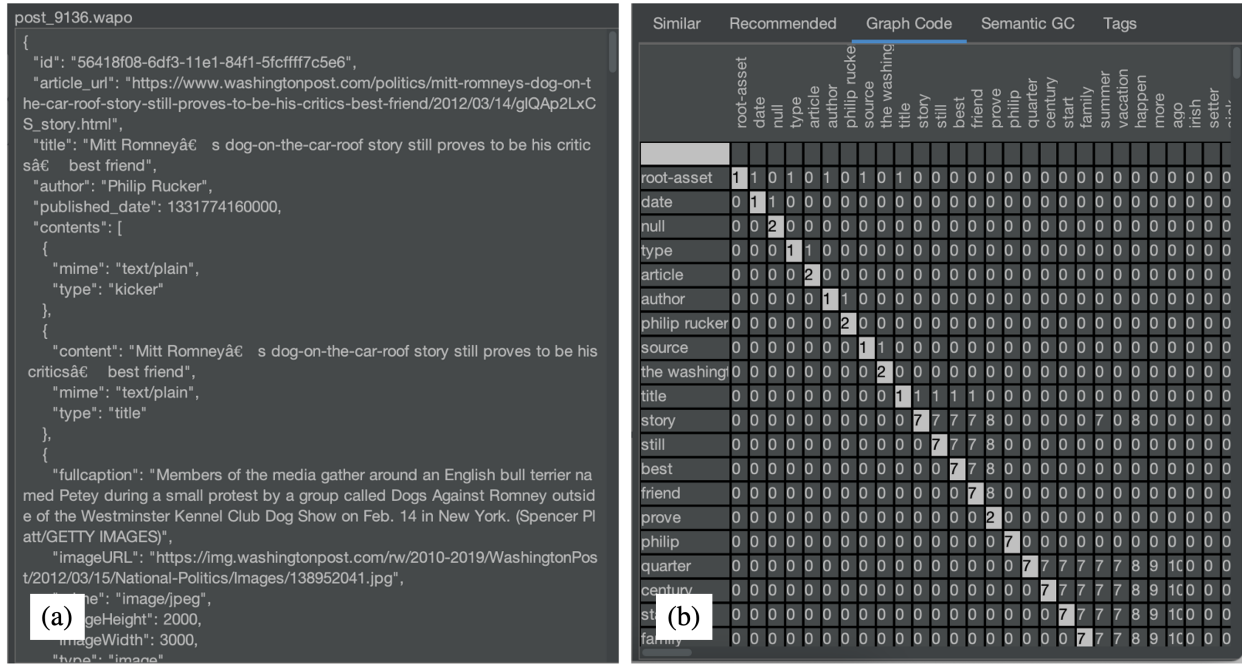 post_9136.wapo
{
"id": "56418f08-6df3-11e1-84f1-5fcffff7c5e6",
"article_url": "https://www.washingtonpost.com/politics/mitt-romneys-dog-on-t
he-car-roof-story-still-proves-to-be-his-critics-best-friend/2012/03/14/gIQAp2LxC
S_story.html",
"title": "Mitt Romneyâ€ s dog-on-the-car-roof story still proves to be his critic
sâ€ best friend",
"author": "Philip Rucker",
"published_date": 1331774160000,
"contents": [
{
"mime": "text/plain",
"type": "kicker"
},
{
"content": "Mitt Romneyâ€ s dog-on-the-car-roof story still proves to be his
criticsâ€ best friend",
"mime": "text/plain",
"type": "title"
},
{
"fullcaption": "Members of the media gather around an English bull terrier na
med Petey during a small protest by a group called Dogs Against Romney outsid
e of the Westminster Kennel Club Dog Show on Feb. 14 in New York. (Spencer Pl
att/GETTY IMAGES)",
"imageURL": "https://img.washingtonpost.com/rw/2010-2019/WashingtonPos
t/2012/03/15/National-Politics/Images/138952041.jpg",
"image/jpeg",
geHeight": 2000,
"imageWidth": 3000,
"type": "image"
(a)
Similar Recommended Graph Code Semantic GC Tags
root-asset date null type article author philip rucke source the washing title story still best friend prove philip quarter century start family summer vacation happen more ago irish setter
root-asset 1 1 0 1 0 1 0 1 0 1 0 0 0 0 0 0 0 0 0 0 0 0 0 0 0 0 0 0
date 0 1 1 0 0 0 0 0 0 0 0 0 0 0 0 0 0 0 0 0 0 0 0 0 0 0 0 0
null 0 0 2 0 0 0 0 0 0 0 0 0 0 0 0 0 0 0 0 0 0 0 0 0 0 0 0 0
type 0 0 0 1 1 0 0 0 0 0 0 0 0 0 0 0 0 0 0 0 0 0 0 0 0 0 0 0
article 0 0 0 0 2 0 0 0 0 0 0 0 0 0 0 0 0 0 0 0 0 0 0 0 0 0 0 0
author 0 0 0 0 0 1 1 0 0 0 0 0 0 0 0 0 0 0 0 0 0 0 0 0 0 0 0 0
philip rucker 0 0 0 0 0 0 2 0 0 0 0 0 0 0 0 0 0 0 0 0 0 0 0 0 0 0 0 0
source 0 0 0 0 0 0 0 1 1 0 0 0 0 0 0 0 0 0 0 0 0 0 0 0 0 0 0 0
the washingt 0 0 0 0 0 0 0 0 2 0 0 0 0 0 0 0 0 0 0 0 0 0 0 0 0 0 0 0
title 0 0 0 0 0 0 0 0 0 1 1 1 1 1 0 0 0 0 0 0 0 0 0 0 0 0 0 0
story 0 0 0 0 0 0 0 0 0 0 7 7 7 7 8 0 0 0 0 0 7 0 8 0 0 0 0 0
still 0 0 0 0 0 0 0 0 0 0 0 7 7 7 8 0 0 0 0 0 0 0 0 0 0 0 0 0
best 0 0 0 0 0 0 0 0 0 0 0 0 7 7 8 0 0 0 0 0 0 0 0 0 0 0 0 0
friend 0 0 0 0 0 0 0 0 0 0 0 0 0 7 8 0 0 0 0 0 0 0 0 0 0 0 0 0
prove 0 0 0 0 0 0 0 0 0 0 0 0 0 0 2 0 0 0 0 0 0 0 0 0 0 0 0 0
philip 0 0 0 0 0 0 0 0 0 0 0 0 0 0 0 7 0 0 0 0 0 0 0 0 0 0 0 0
quarter 0 0 0 0 0 0 0 0 0 0 0 0 0 0 0 0 7 7 7 7 7 7 8 9 10 0 0 0
century 0 0 0 0 0 0 0 0 0 0 0 0 0 0 0 0 0 7 7 7 7 7 8 9 10 0 0 0
st 0 0 0 0 0 0 0 0 0 0 0 0 0 0 0 0 7 7 7 7 8 9 10 0 0 0
family 0 0 0 0 0 0 0 0 0 0 0 0 0 0 0 0 7 7 7 8 9 10 0 0 0
(b)